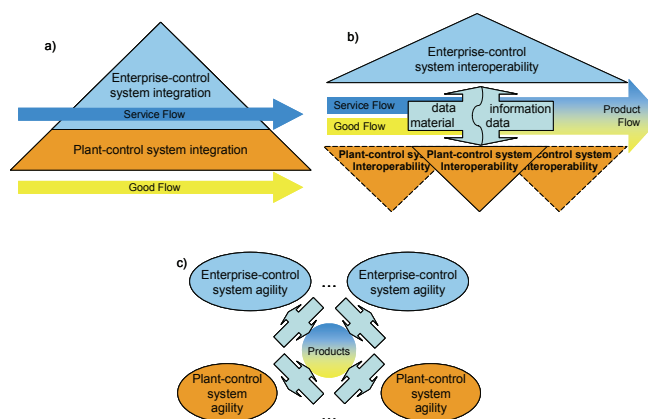 a)
Enterprise-control
system integration
Service Flow
Plant-control system integration
Good Flow
b)
Enterprise-control
system interoperability
Service Flow
Good Flow
data
material
information
data
Product
Flow
Plant-control sy
Interoperability
Plant-control system
Interoperability
control system
Interoperability
c)
Enterprise-control
system agility
...
Enterprise-control
system agility
Products
Plant-control
system
agility
...
Plant-control
system
agility